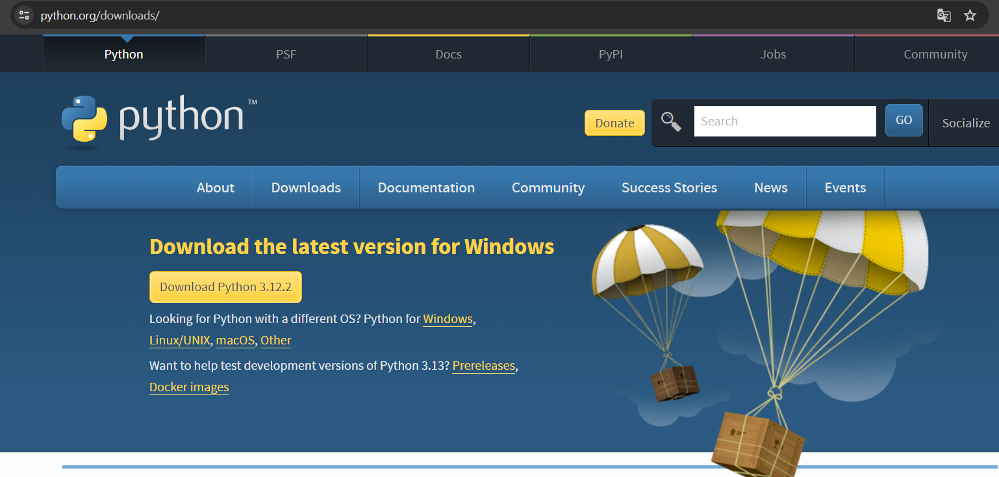 python.org/downloads/
Python PSF Docs PyPI Jobs Community
python™
Donate Search GO Socialize
About Downloads Documentation Community Success Stories News Events
Download the latest version for Windows
Download Python 3.12.2
Looking for Python with a different OS? Python for Windows,
Linux/UNIX, macOS, Other
Want to help test development versions of Python 3.13? Prereleases,
Docker images